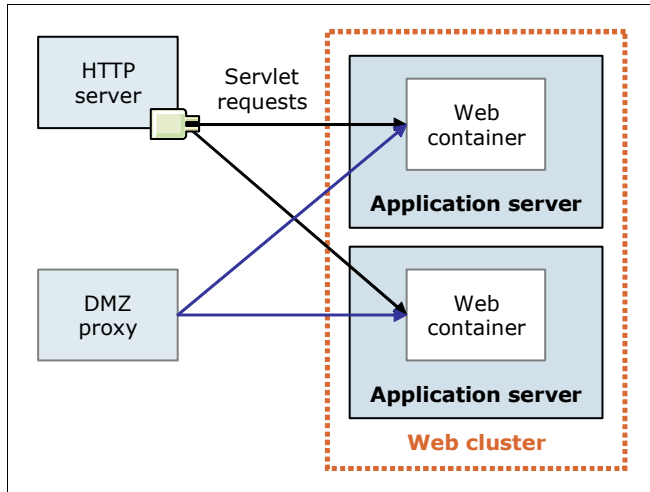 HTTP
server
Servlet
requests
Web
container
Application server
DMZ
proxy
Web
container
Application server
Web cluster